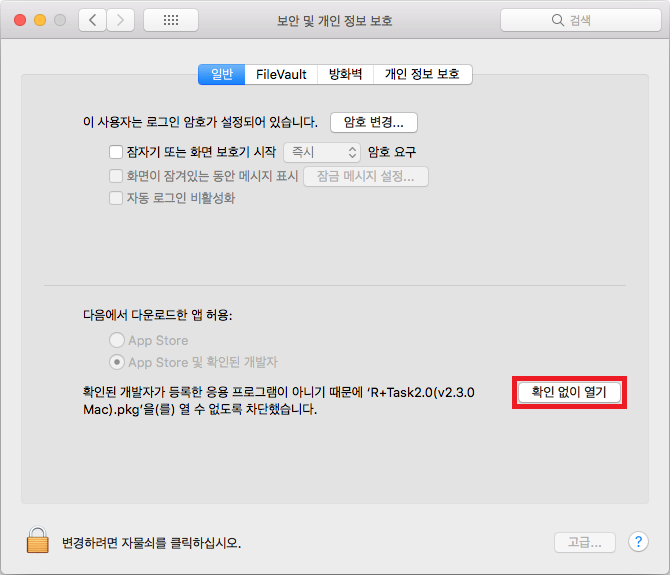 보안 및 개인 정보 보호
검색
일반 FileVault 방화벽 개인 정보 보호
이 사용자는 로그인 암호가 설정되어 있습니다. 암호 변경...
잠자기 또는 화면 보호기 시작 즉시 암호 요구
화면이 잠겨있는 동안 메시지 표시 잠금 메시지 설정...
자동 로그인 비활성화
다음에서 다운로드한 앱 허용:
App Store
App Store 및 확인된 개발자
확인된 개발자가 등록한 응용 프로그램이 아니기 때문에 ‘R+Task2.0(v2.3.0
Mac).pkg’을(를) 열 수 없도록 차단했습니다.
확인 없이 열기
변경하려면 자물쇠를 클릭하십시오.
고급...
?